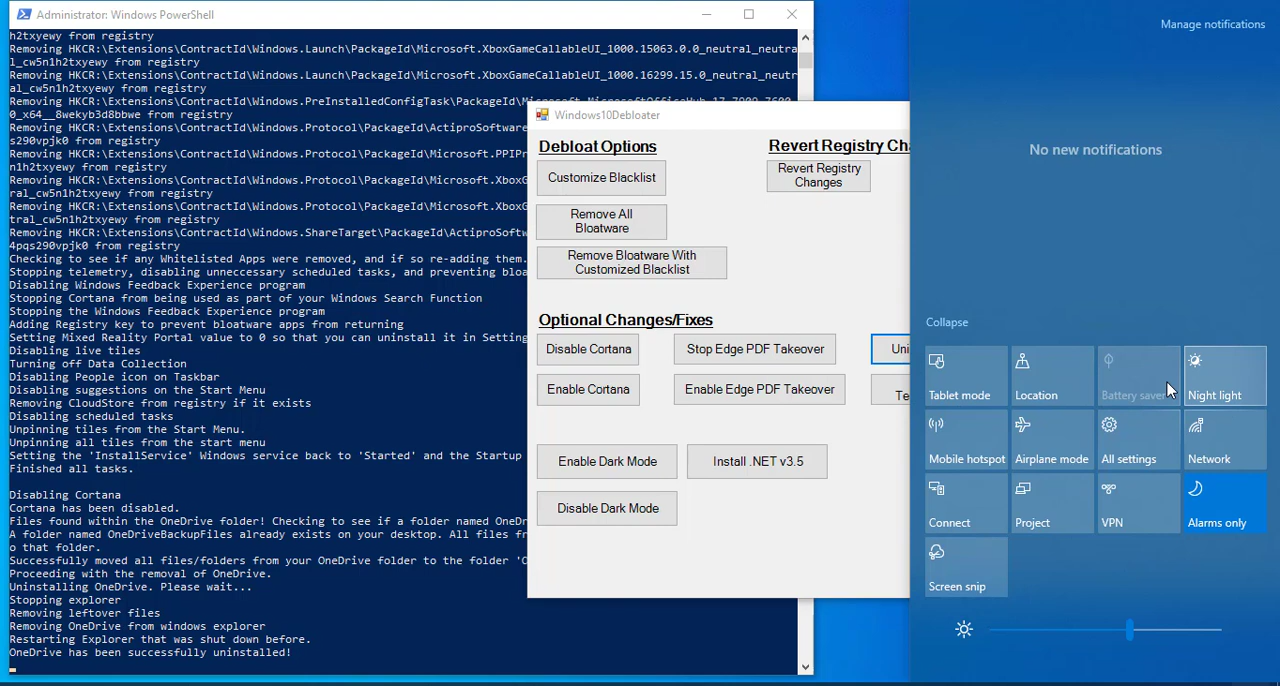 Administrator: Windows PowerShell
h2txyewy from registry
Removing HKCR:\Extensions\ContractId\Windows.Launch\PackageId\Microsoft.XboxGameCallableUI_1000.15063.0.0_neutral_neutra
l_cw5n1h2txyewy from registry
Removing HKCR:\Extensions\ContractId\Windows.Launch\PackageId\Microsoft.XboxGameCallableUI_1000.16299.15.0_neutral_neutr
al_cw5n1h2txyewy from registry
Removing HKCR:\Extensions\ContractId\Windows.PreInstalledConfigTask\PackageId\
0_x64__8wekyb3d8bbwe from registry
Removing HKCR:\Extensions\ContractId\Windows.Protocol\PackageId\ActiproSoftwa
s290vpjk0 from registry
Removing HKCR:\Extensions\ContractId\Windows.Protocol\PackageId\Microsoft.PPIPr
n1h2txyewy from registry
Removing HKCR:\Extensions\ContractId\Windows.Protocol\PackageId\Microsoft.XboxG
ral_cw5n1h2txyewy from registry
Removing HKCR:\Extensions\ContractId\Windows.Protocol\PackageId\Microsoft.XboxG
tral_cw5n1h2txyewy from registry
Removing HKCR:\Extensions\ContractId\Windows.ShareTarget\PackageId\ActiproSoftw
4pqs290vpjk0 from registry
Checking to see if any Whitelisted Apps were removed, and if so re-adding them.
Stopping telemetry, disabling unneccessary scheduled tasks, and preventing bloa
Disabling Windows Feedback Experience program
Stopping Cortana from being used as part of your Windows Search Function
Stopping the Windows Feedback Experience program
Adding Registry key to prevent bloatware apps from returning
Setting Mixed Reality Portal value to 0 so that you can uninstall it in Setting
Disabling live tiles
Turning off Data Collection
Disabling People icon on Taskbar
Disabling suggestions on the Start Menu
Removing CloudStore from registry if it exists
Disabling scheduled tasks
Unpinning tiles from the Start Menu.
Unpinning all tiles from the start menu
Setting the 'InstallService' Windows service back to 'Started' and the Startup
Finished all tasks.
Disabling Cortana
Cortana has been disabled.
Files found within the OneDrive folder! Checking to see if a folder named OneDr
A folder named OneDriveBackupFiles already exists on your desktop. All files fr
o that folder.
Successfully moved all files/folders from your OneDrive folder to the folder 'O
Proceeding with the removal of OneDrive.
Uninstalling OneDrive. Please wait...
Stopping explorer
Removing leftover files
Removing OneDrive from windows explorer
Restarting Explorer that was shut down before.
OneDrive has been successfully uninstalled!
Windows10Debloater
Debloat Options
Customize Blacklist
Remove All
Bloatware
Remove Bloatware With
Customized Blacklist
Revert Registry Cha
Revert Registry
Changes
Optional Changes/Fixes
Disable Cortana
Stop Edge PDF Takeover
Uni
Enable Cortana
Enable Edge PDF Takeover
Te
Enable Dark Mode
Install .NET v3.5
Disable Dark Mode
Manage notifications
No new notifications
Collapse
Tablet mode
Location
Battery saver
Night light
Mobile hotspot
Airplane mode
All settings
Network
Connect
Project
VPN
Alarms only
Screen snip